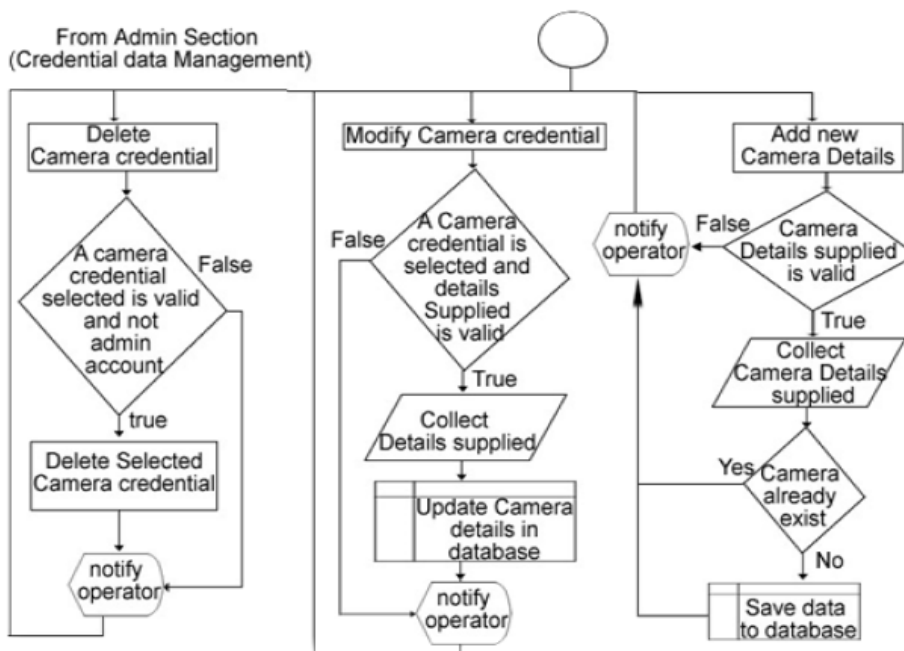 From Admin Section
(Credential data Management)
Delete
Camera credential
A camera
credential
selected is valid
and not
admin
account
False
true
Delete Selected
Camera credential
notify
operator
Modify Camera credential
A Camera
credential is
selected and
details
Supplied
is valid
False
True
Collect
Details supplied
Update Camera
details in
database
notify
operator
Add new
Camera Details
Camera
Details supplied
is valid
False
notify
operator
True
Collect
Camera Details
supplied
Camera
already
exist
Yes
No
Save data
to database